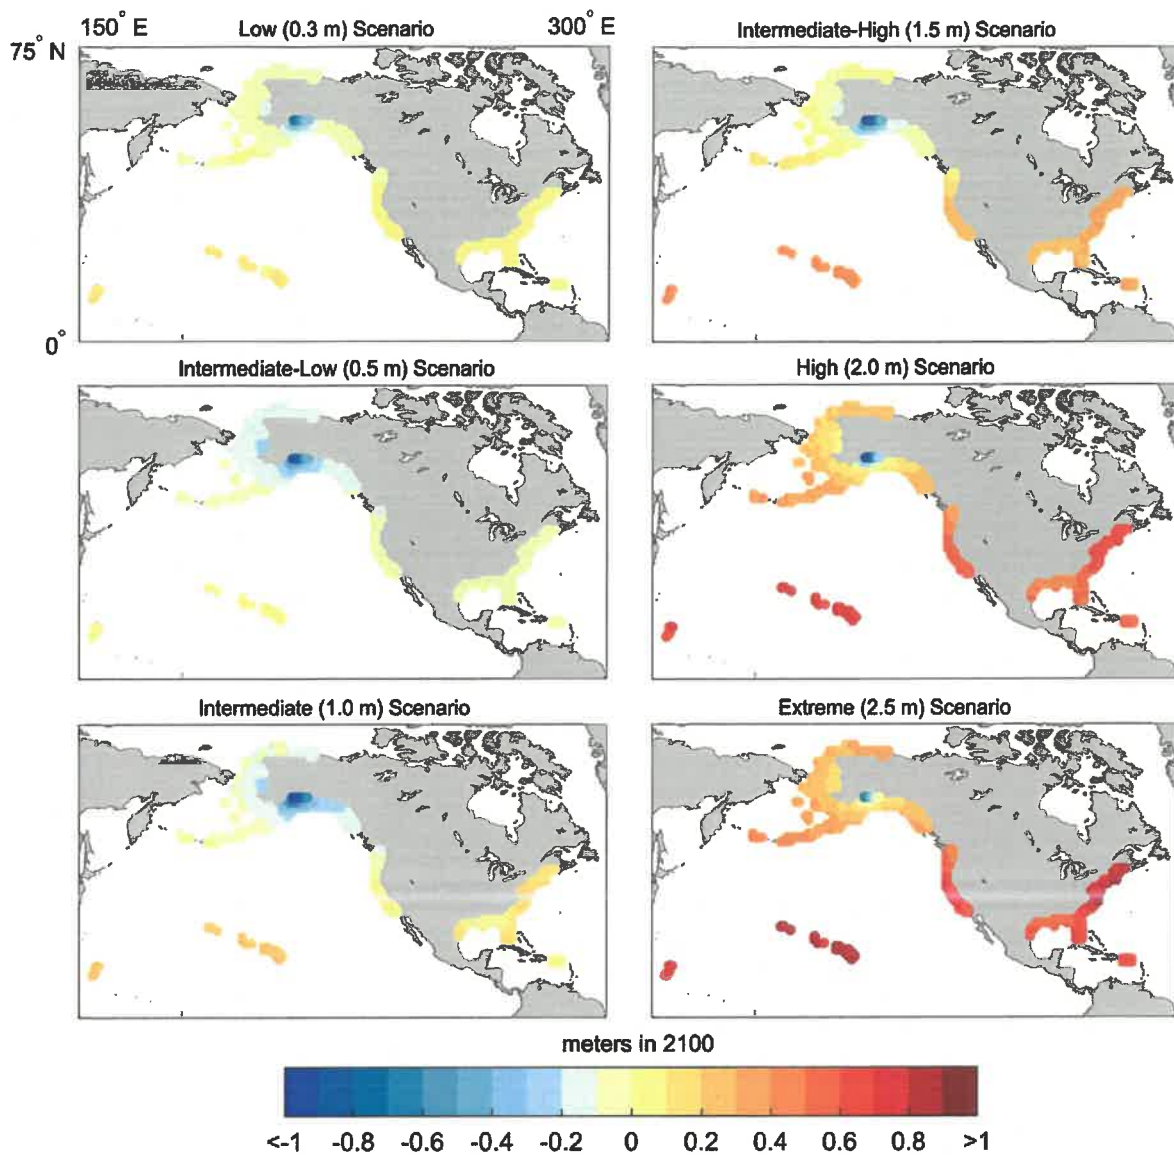 150° E
Low (0.3 m) Scenario
300° E
Intermediate-High (1.5 m) Scenario
75° N
0°
Intermediate-Low (0.5 m) Scenario
High (2.0 m) Scenario
Intermediate (1.0 m) Scenario
Extreme (2.5 m) Scenario
meters in 2100
<-1 -0.8 -0.6 -0.4 -0.2 0 0.2 0.4 0.6 0.8 >1